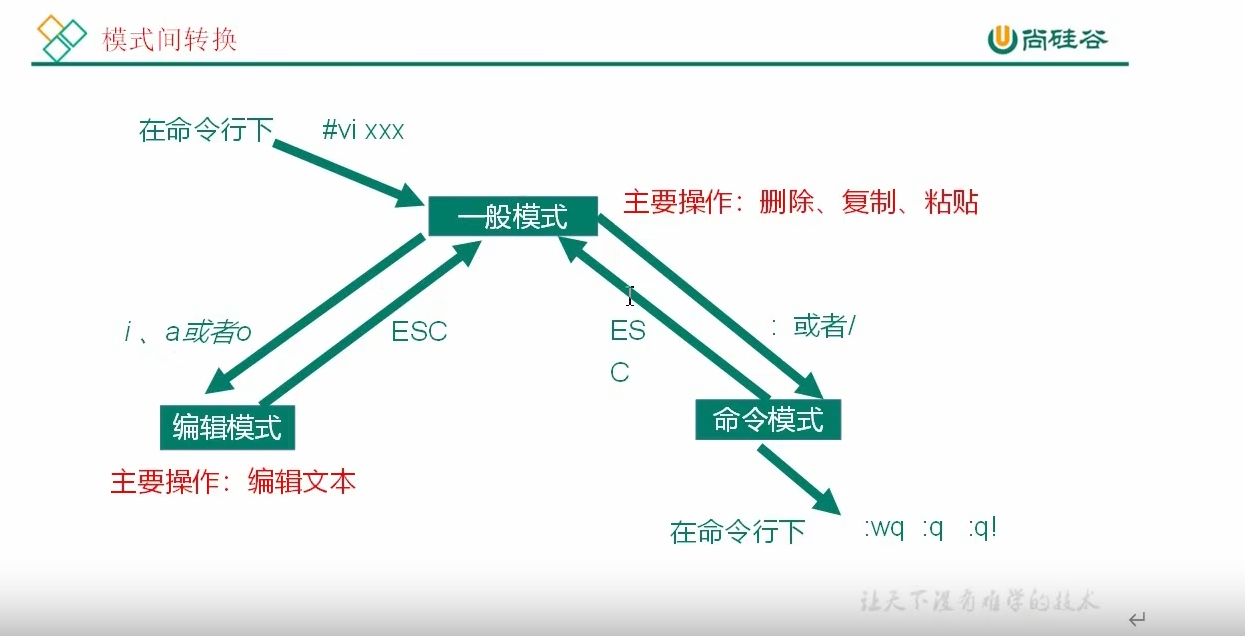 模式间转换
尚硅谷
在命令行下 #vi xxx
一般模式
主要操作：删除、复制、粘贴
i 、a或者o
ESC
ES
C
: 或者/
编辑模式
命令模式
主要操作：编辑文本
在命令行下 :wq :q :q!
让天下没有难学的技术